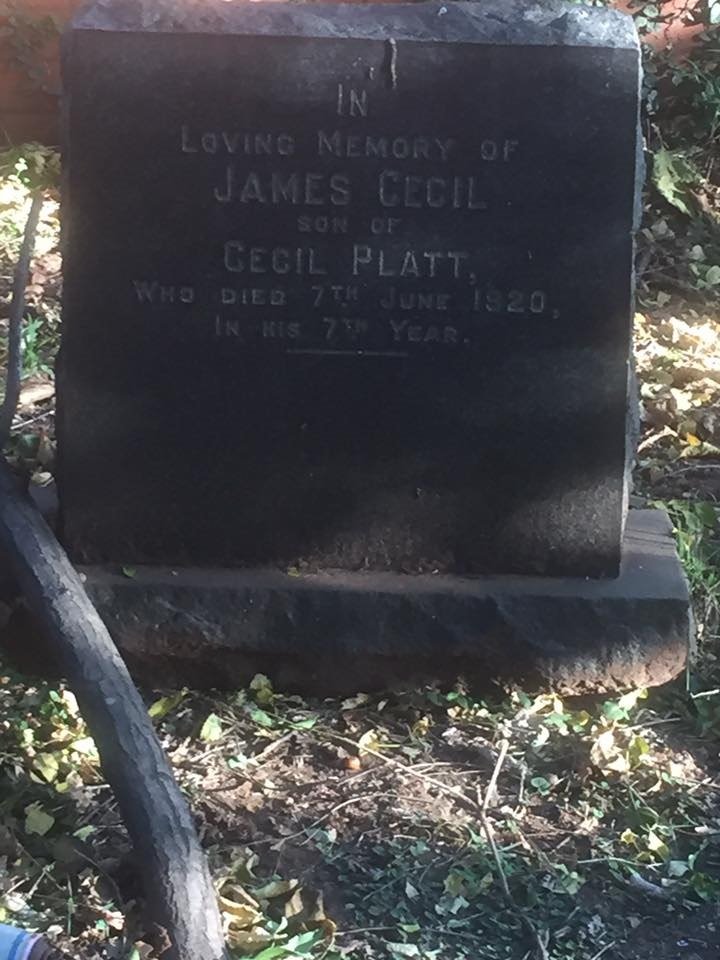 IN
LOVING MEMORY OF
JAMES CECIL
SON OF
CECIL PLATT,
WHO DIED 7TH JUNE 1920,
IN HIS 7TH YEAR.